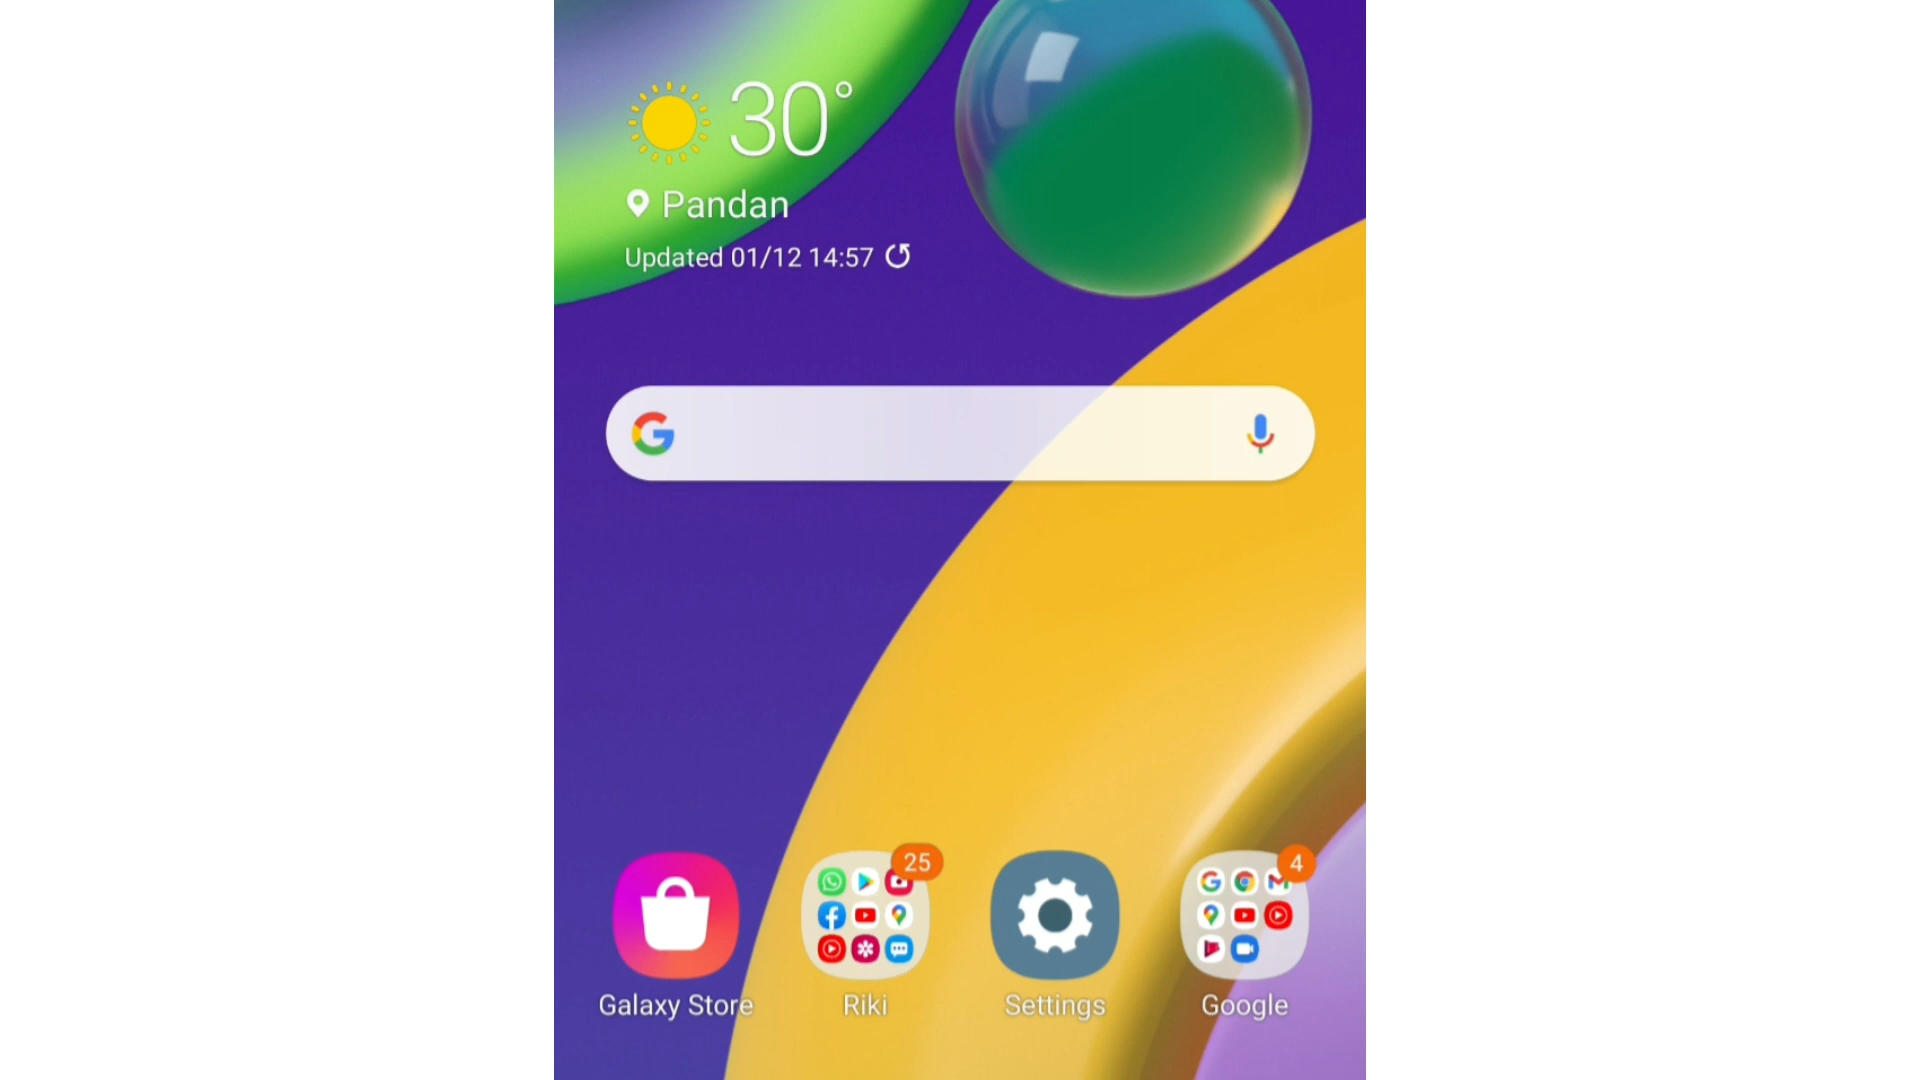 30°
Pandan
Updated 01/12 14:57
25
4
Galaxy Store
Riki
Settings
Google